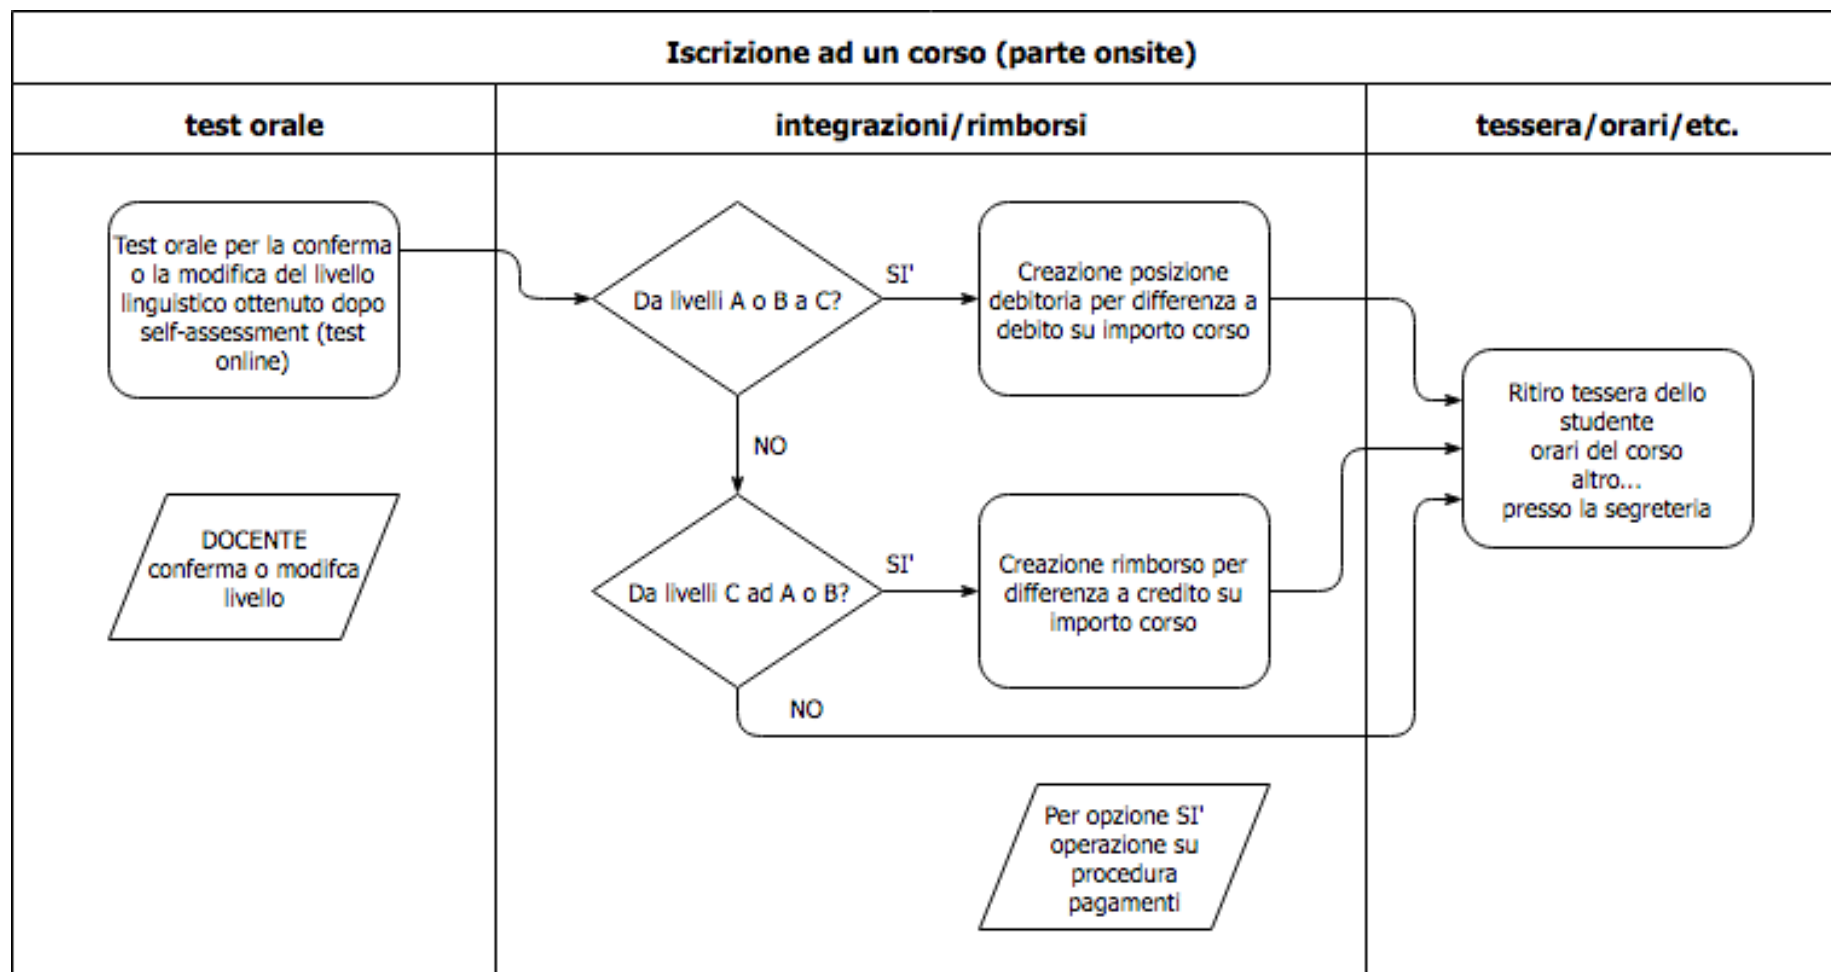 Iscrizione ad un corso (parte onsite)
test orale
integrazioni/rimborsi
tessera/orari/etc.
Test orale per la conferma
o la modifica del livello
linguistico ottenuto dopo
self-assessment (test
online)
DOCENTE
conferma o modifca
livello
Da livelli A o B a C?
SI'
Creazione posizione
debitoria per differenza a
debito su importo corso
NO
Da livelli C ad A o B?
SI'
Creazione rimborso per
differenza a credito su
importo corso
NO
Per opzione SI'
operazione su
procedura
pagamenti
Ritiro tessera dello
studente
orari del corso
altro...
presso la segreteria